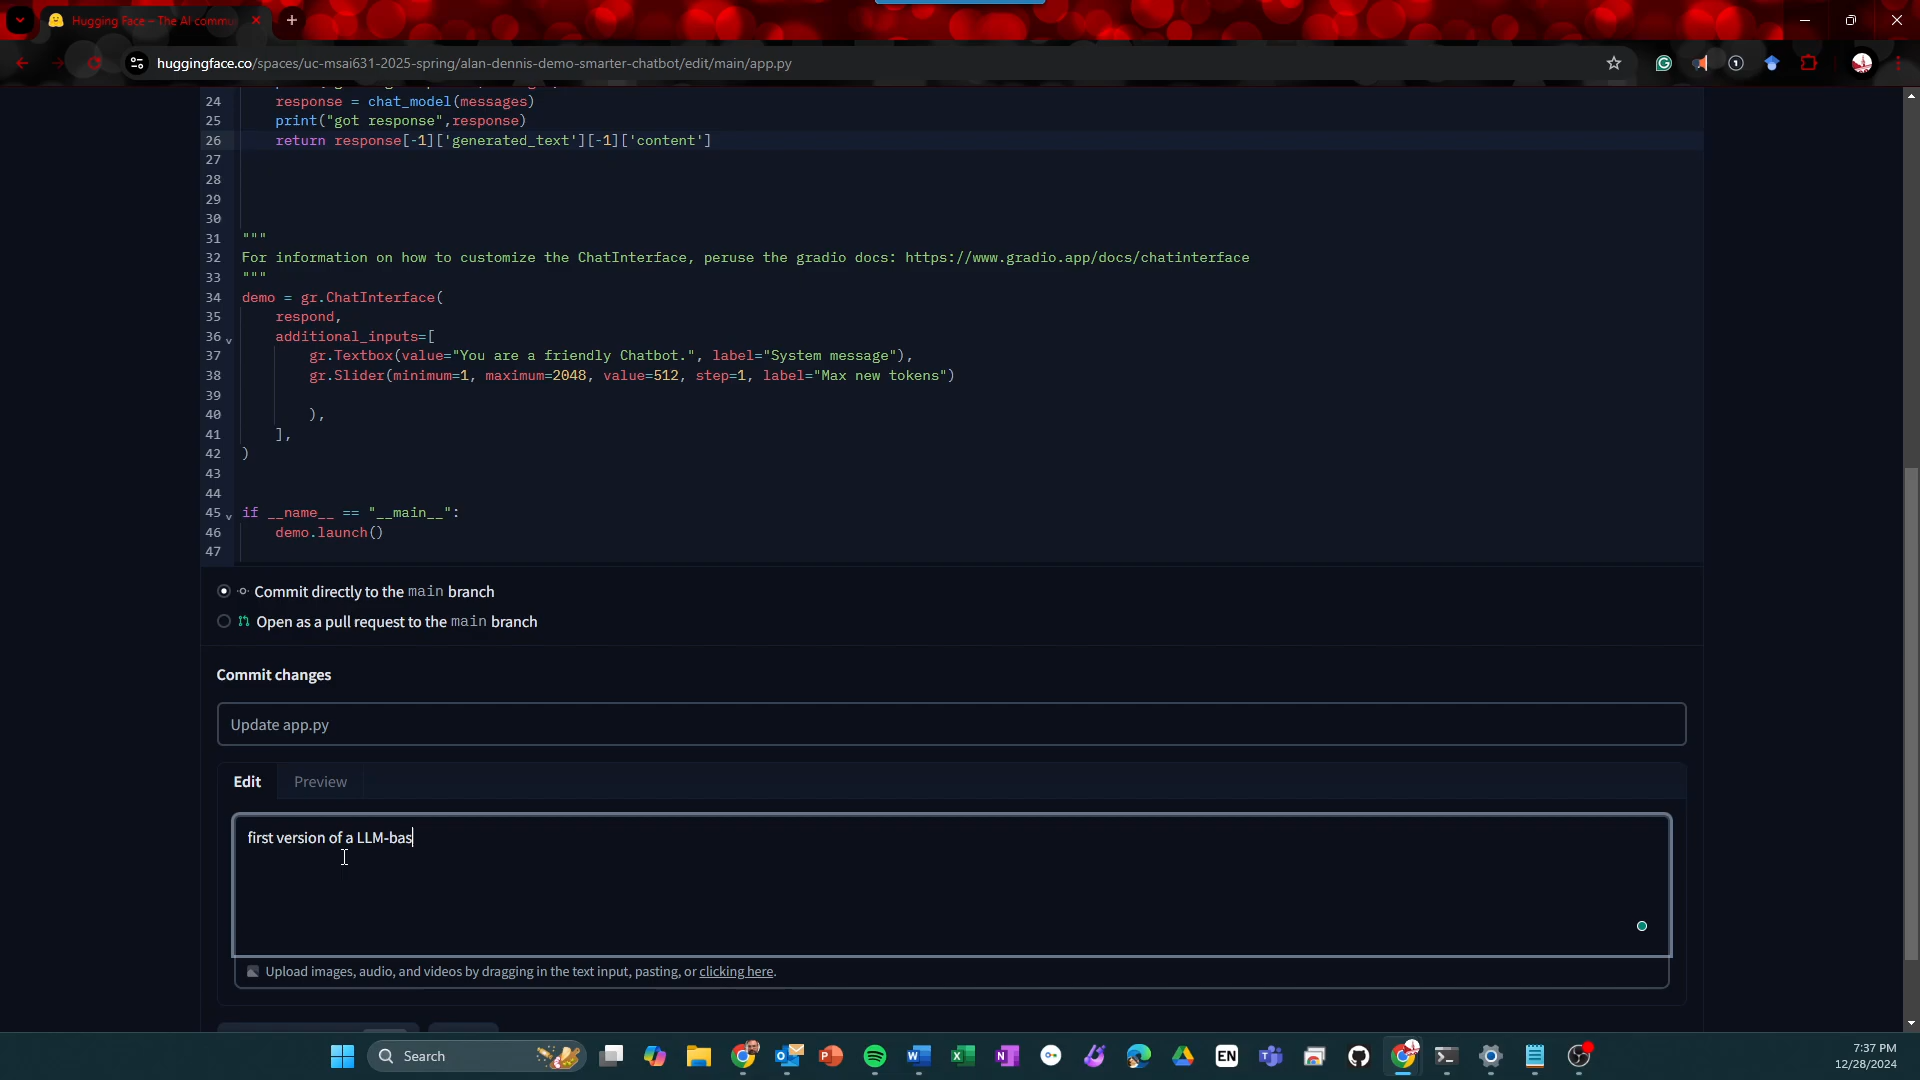 Hugging Face – The AI commu
huggingface.co/spaces/uc-msai631-2025-spring/alan-dennis-demo-smarter-chatbot/edit/main/app.py
24 response = chat_model(messages)
25 print("got response",response)
26 return response[-1]['generated_text'][-1]['content']
27
28
29
30
31 """
32 For information on how to customize the ChatInterface, peruse the gradio docs: https://www.gradio.app/docs/chatinterface
33 """
34 demo = gr.ChatInterface(
35 respond,
36 additional_inputs=[
37 gr.Textbox(value="You are a friendly Chatbot.", label="System message"),
38 gr.Slider(minimum=1, maximum=2048, value=512, step=1, label="Max new tokens")
39
40 ),
41 ],
42 )
43
44
45 if __name__ == "__main__":
46 demo.launch()
47
Commit directly to the main branch
Open as a pull request to the main branch
Commit changes
Update app.py
Edit Preview
first version of a LLM-bas
Upload images, audio, and videos by dragging in the text input, pasting, or clicking here.
Search
EN
7:37 PM
12/28/2024